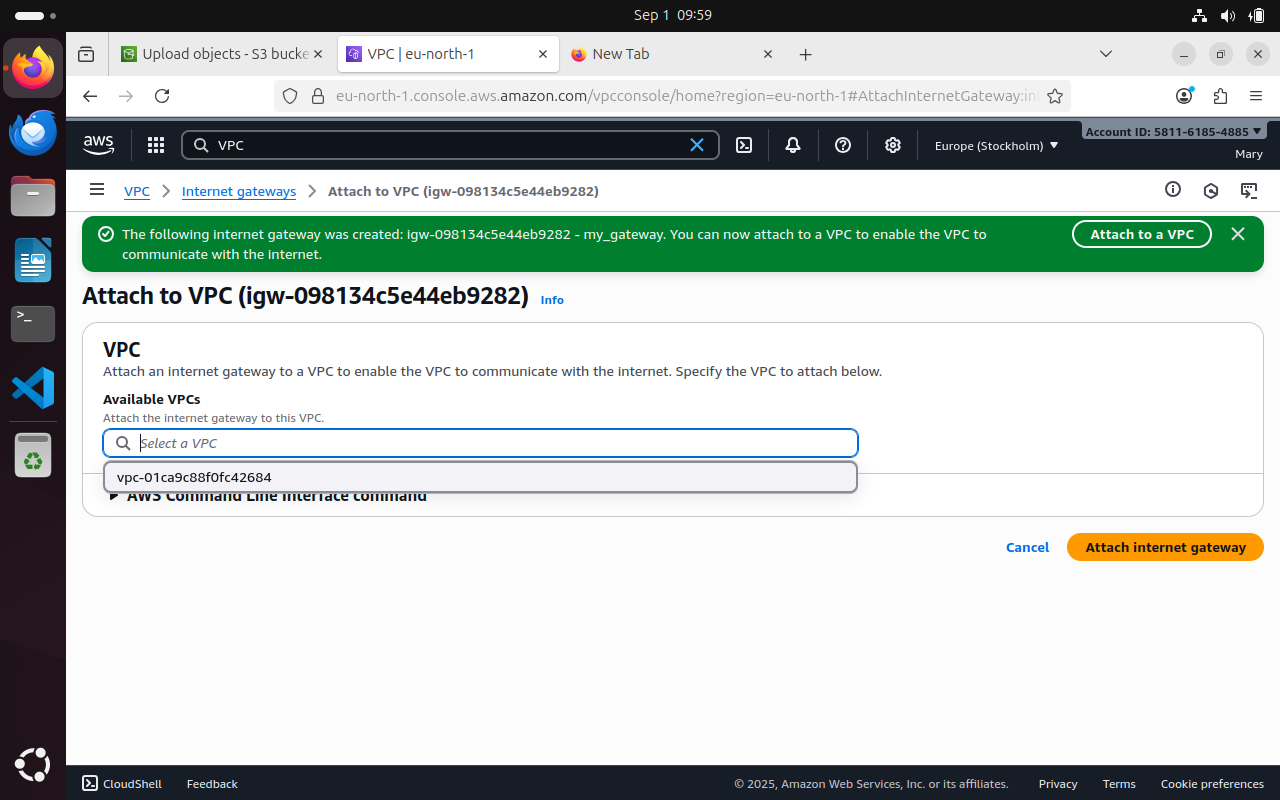 Sep 1 09:59
Upload objects - S3 bucke
VPC | eu-north-1
New Tab
eu-north-1.console.aws.amazon.com/vpcconsole/home?region=eu-north-1#AttachInternetGateway:in
aws
VPC
Europe (Stockholm)
Account ID: 5811-6185-4885
Mary
VPC
Internet gateways
Attach to VPC (igw-098134c5e44eb9282)
The following internet gateway was created: igw-098134c5e44eb9282 - my_gateway. You can now attach to a VPC to enable the VPC to
communicate with the internet.
Attach to a VPC
Attach to VPC (igw-098134c5e44eb9282)
Info
VPC
Attach an internet gateway to a VPC to enable the VPC to communicate with the internet. Specify the VPC to attach below.
Available VPCs
Attach the internet gateway to this VPC.
Select a VPC
vpc-01ca9c88f0fc42684
AWS Command Line Interface command
Cancel
Attach internet gateway
CloudShell
Feedback
© 2025, Amazon Web Services, Inc. or its affiliates.
Privacy
Terms
Cookie preferences